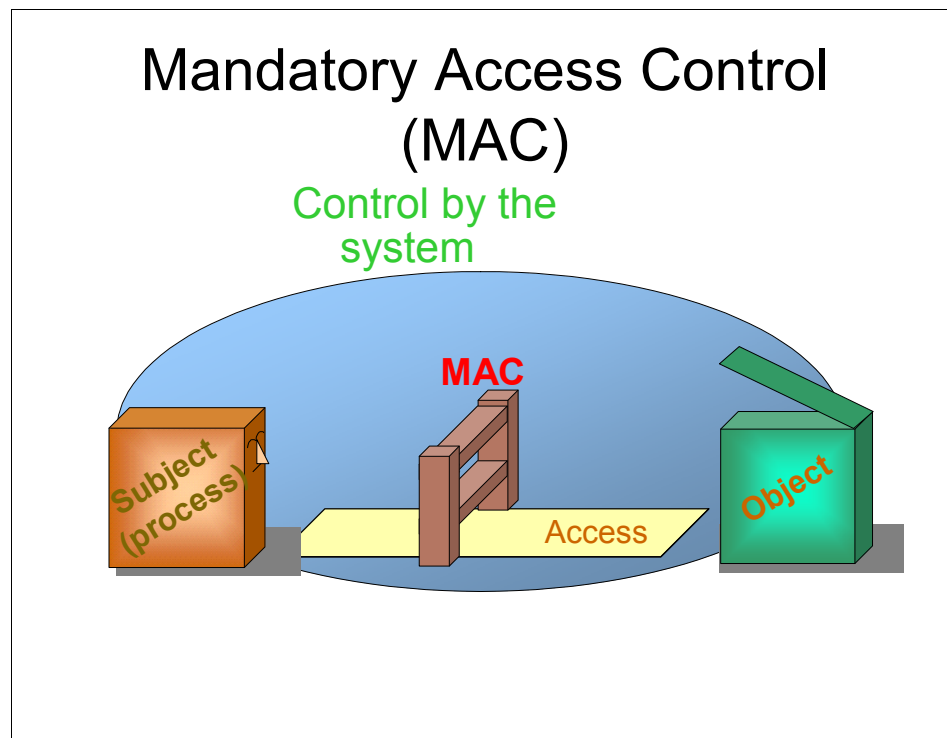 Mandatory Access Control
(MAC)
Control by the
system
MAC
Subject
(process)
Access
Object